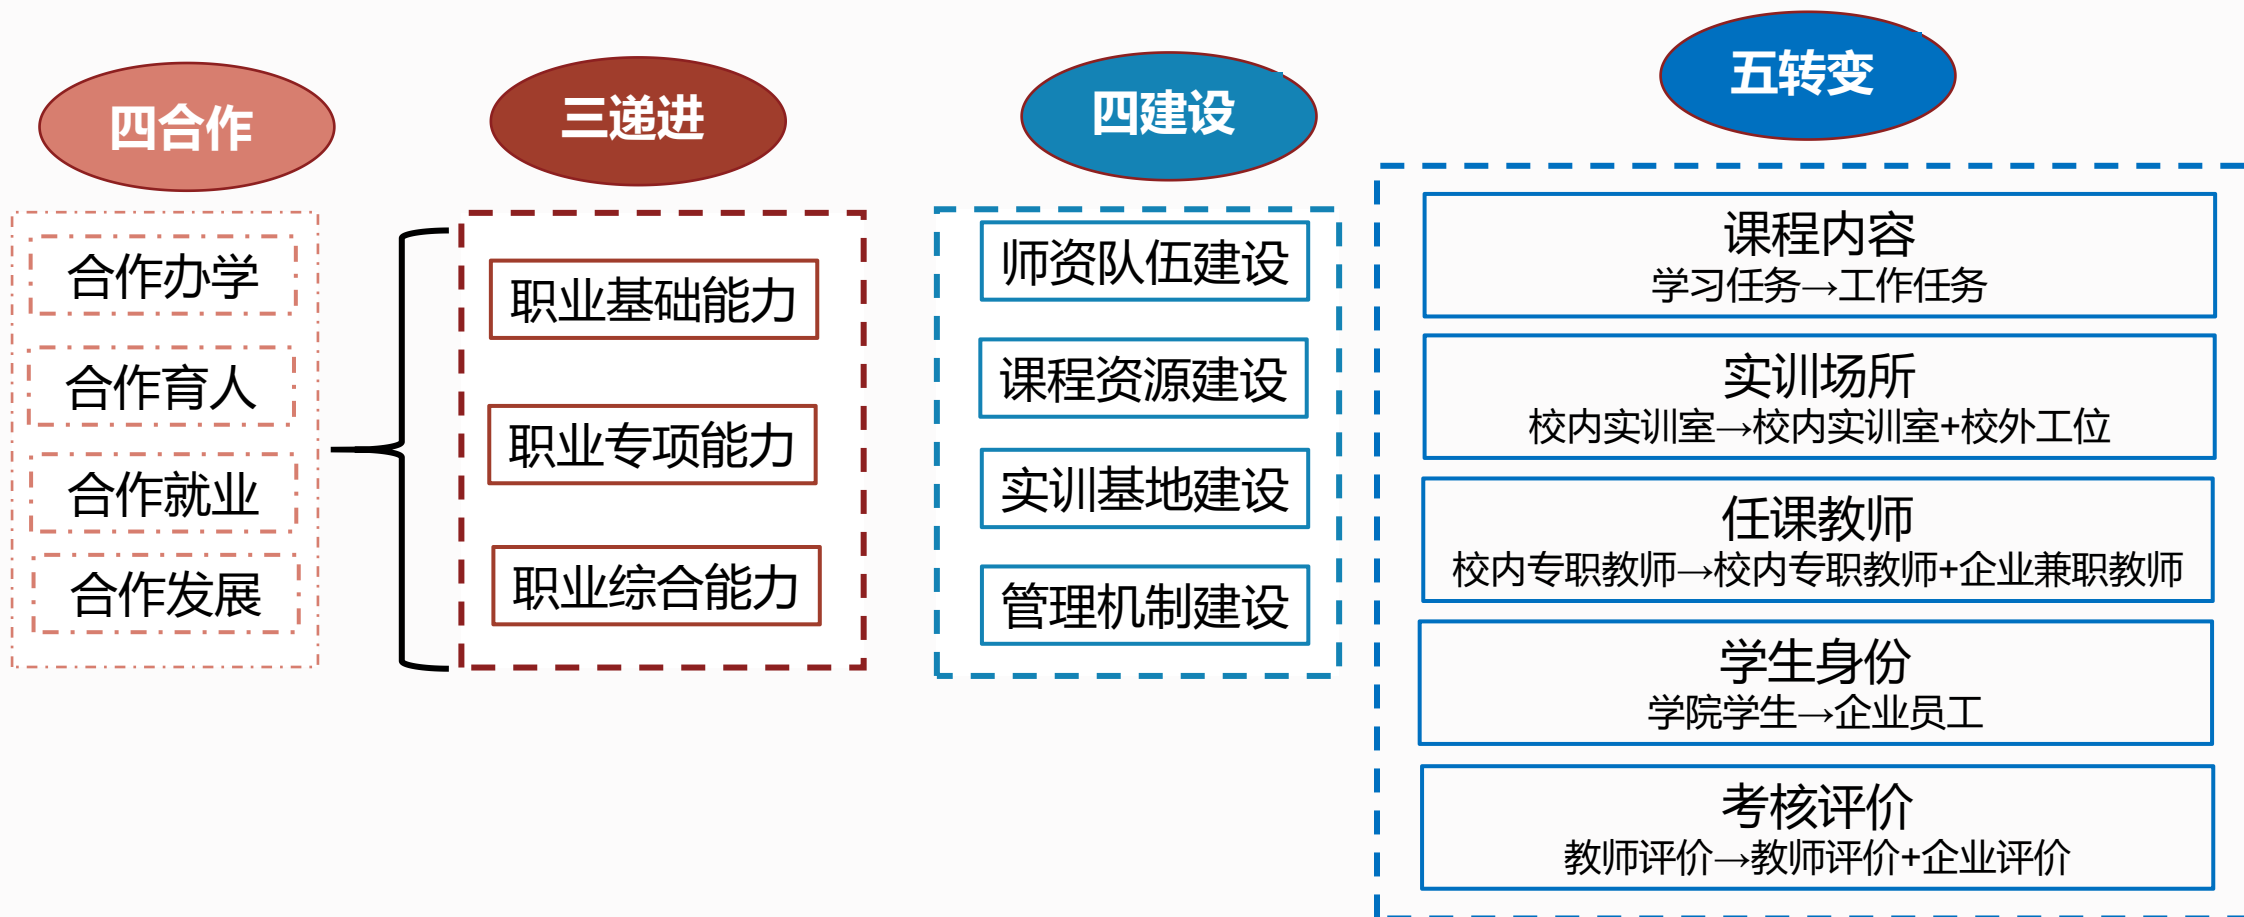 四合作
合作办学
合作育人
合作就业
合作发展
三递进
职业基础能力
职业专项能力
职业综合能力
四建设
师资队伍建设
课程资源建设
实训基地建设
管理机制建设
五转变
课程内容
学习任务→工作任务
实训场所
校内实训室→校内实训室+校外工位
任课教师
校内专职教师→校内专职教师+企业兼职教师
学生身份
学院学生→企业员工
考核评价
教师评价→教师评价+企业评价